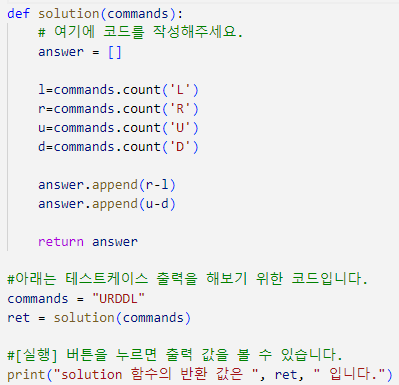 def solution(commands):
    # 여기에 코드를 작성해주세요.
    answer = []

    l=commands.count('L')
    r=commands.count('R')
    u=commands.count('U')
    d=commands.count('D')

    answer.append(r-l)
    answer.append(u-d)

    return answer

#아래는 테스트케이스 출력을 해보기 위한 코드입니다.
commands = "URDDL"
ret = solution(commands)

#[실행] 버튼을 누르면 출력 값을 볼 수 있습니다.
print("solution 함수의 반환 값은 ", ret, " 입니다.")